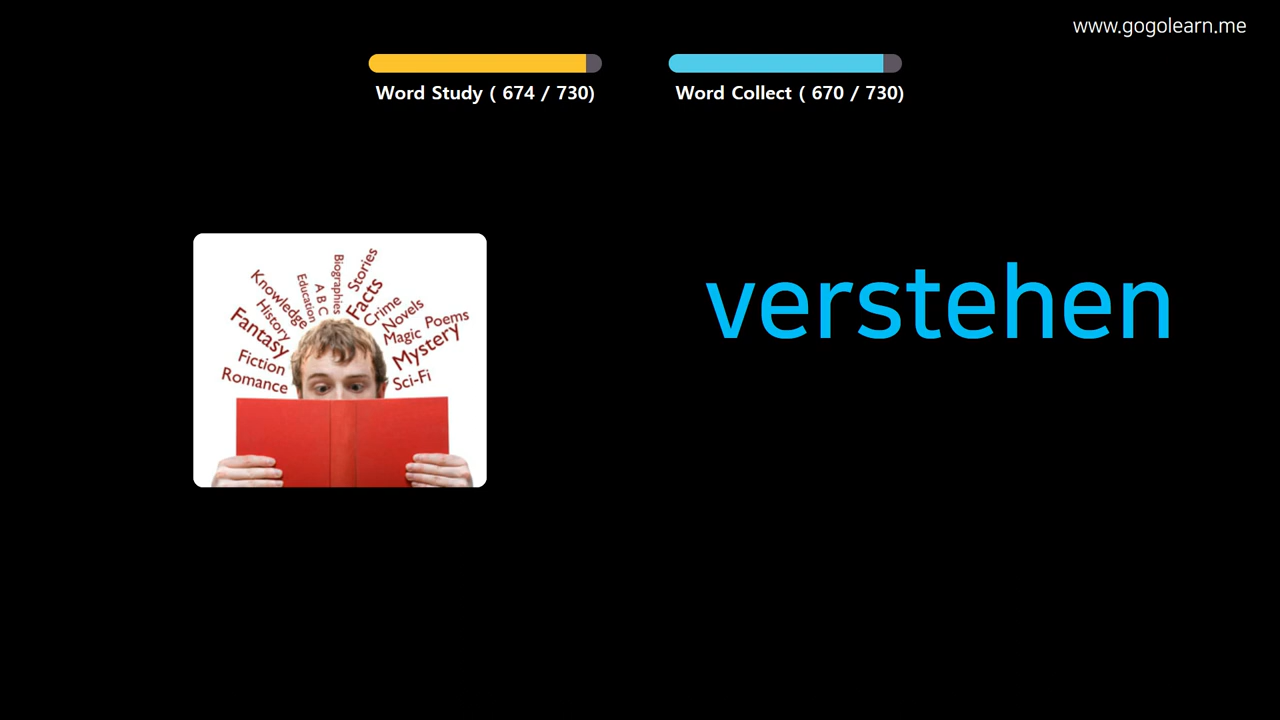 www.gogolearn.me
Word Study ( 674 / 730)
Word Collect ( 670 / 730)
verstehen
Stories
Biographies
Facts
A B C
Education
Knowledge
History
Fantasy
Fiction
Romance
Crime
Novels
Poems
Magic
Mystery
Sci-Fi